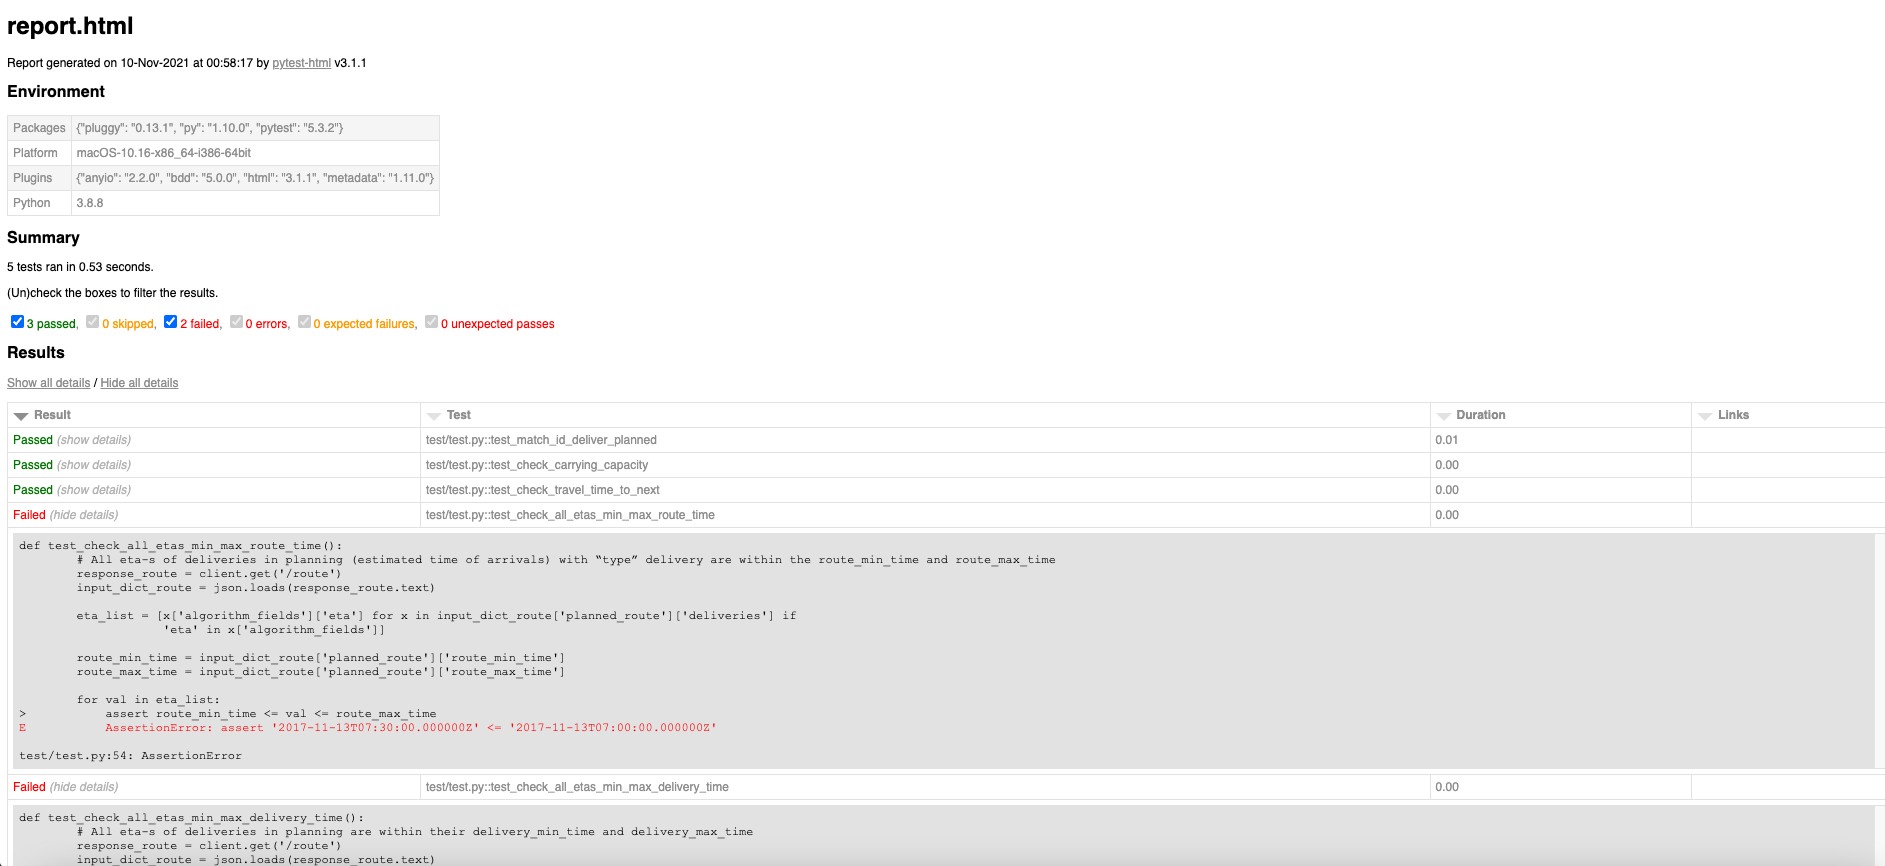 report.html
Report generated on 10-Nov-2021 at 00:58:17 by pytest-html v3.1.1
Environment
Packages {"pluggy": "0.13.1", "py": "1.10.0", "pytest": "5.3.2"}
Platform macOS-10.16-x86_64-i386-64bit
Plugins {"anyio": "2.2.0", "bdd": "5.0.0", "html": "3.1.1", "metadata": "1.11.0"}
Python 3.8.8
Summary
5 tests ran in 0.53 seconds.
(Un)check the boxes to filter the results.
3 passed, 0 skipped, 2 failed, 0 errors, 0 expected failures, 0 unexpected passes
Results
Show all details / Hide all details
Result Test Duration Links
Passed (show details) test/test.py::test_match_id_deliver_planned 0.01
Passed (show details) test/test.py::test_check_carrying_capacity 0.00
Passed (show details) test/test.py::test_check_travel_time_to_next 0.00
Failed (hide details) test/test.py::test_check_all_etas_min_max_route_time 0.00
def test_check_all_etas_min_max_route_time():
# All eta-s of deliveries in planning (estimated time of arrivals) with “type” delivery are within the route_min_time and route_max_time
response_route = client.get('/route')
input_dict_route = json.loads(response_route.text)
eta_list = [x['algorithm_fields']['eta'] for x in input_dict_route['planned_route']['deliveries'] if
'eta' in x['algorithm_fields']]
route_min_time = input_dict_route['planned_route']['route_min_time']
route_max_time = input_dict_route['planned_route']['route_max_time']
for val in eta_list:
> assert route_min_time <= val <= route_max_time
E AssertionError: assert '2017-11-13T07:30:00.000000Z' <= '2017-11-13T07:00:00.000000Z'
test/test.py:54: AssertionError
Failed (hide details) test/test.py::test_check_all_etas_min_max_delivery_time 0.00
def test_check_all_etas_min_max_delivery_time():
# All eta-s of deliveries in planning are within their delivery_min_time and delivery_max_time
response_route = client.get('/route')
input_dict_route = json.loads(response_route.text)